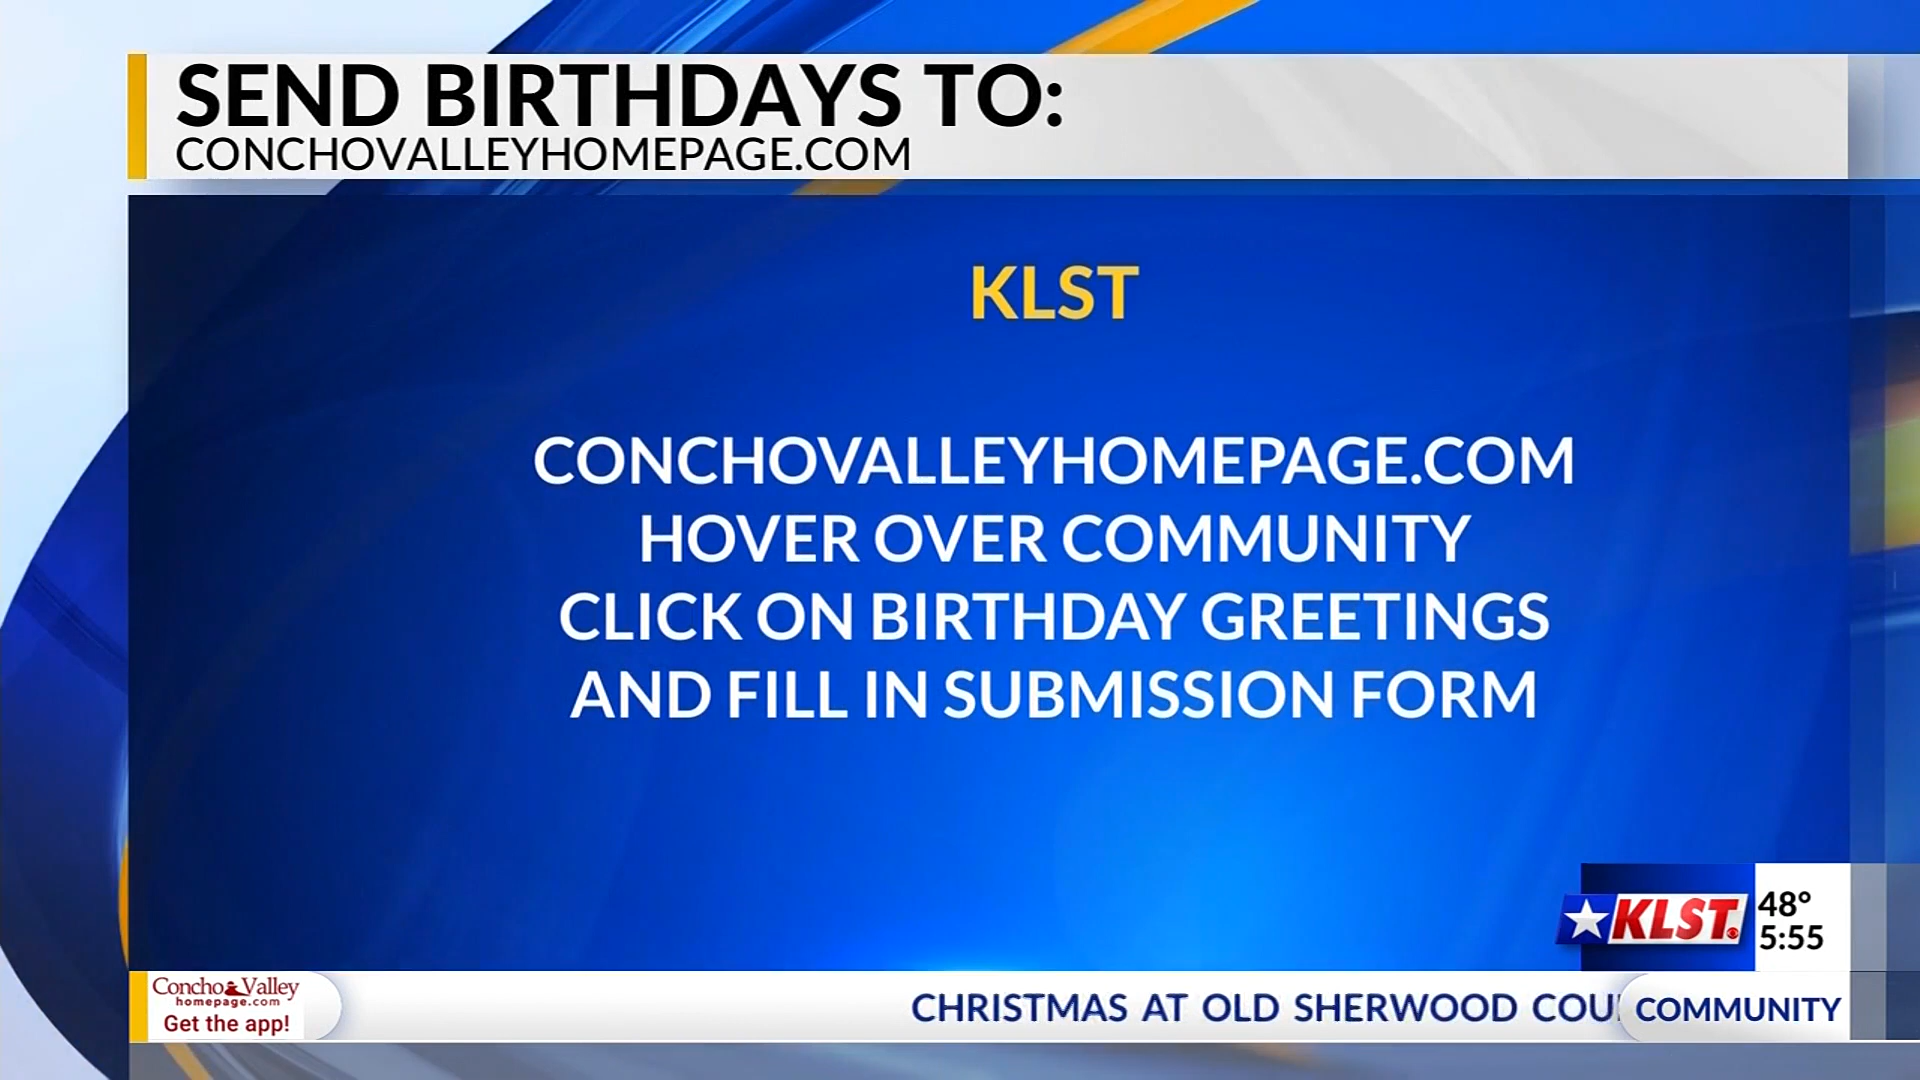 SEND BIRTHDAYS TO:
CONCHOVALLEYHOMEPAGE.COM
KLST
CONCHOVALLEYHOMEPAGE.COM
HOVER OVER COMMUNITY
CLICK ON BIRTHDAY GREETINGS
AND FILL IN SUBMISSION FORM
KLST
48°
5:55
Concho Valley
homepage.com
Get the app!
CHRISTMAS AT OLD SHERWOOD
COMMUNITY